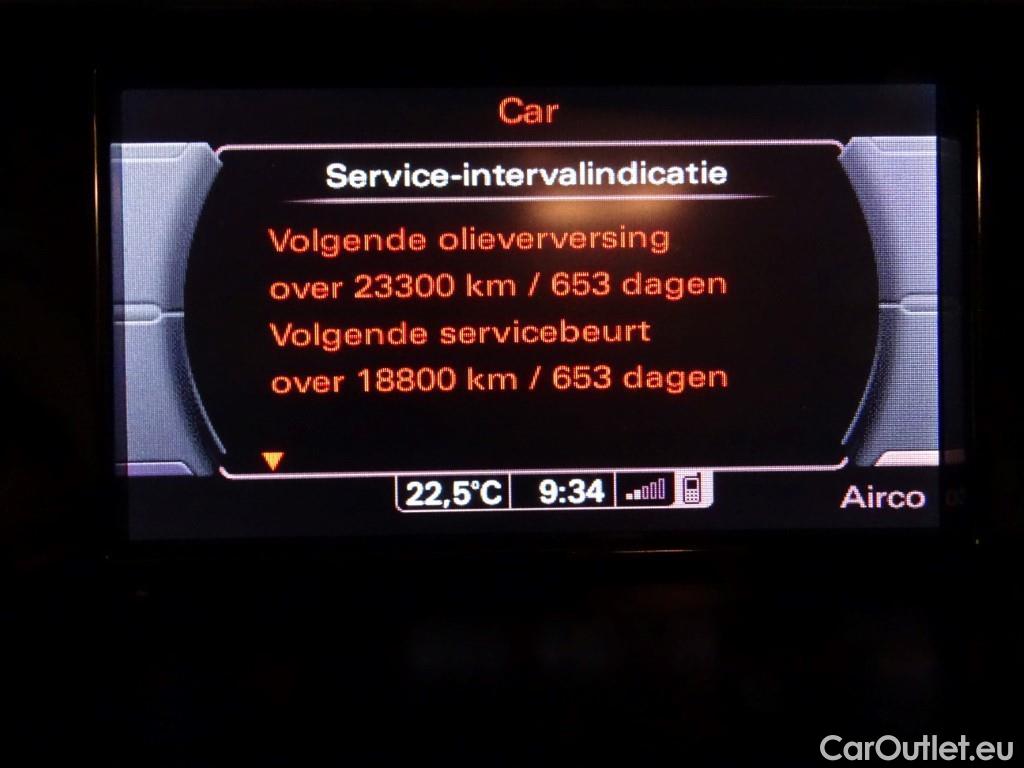 Car
Service-intervalindicatie
Volgende olieverversing
over 23300 km / 653 dagen
Volgende servicebeurt
over 18800 km / 653 dagen
22,5°C 9:34
Airco
CarOutlet.eu